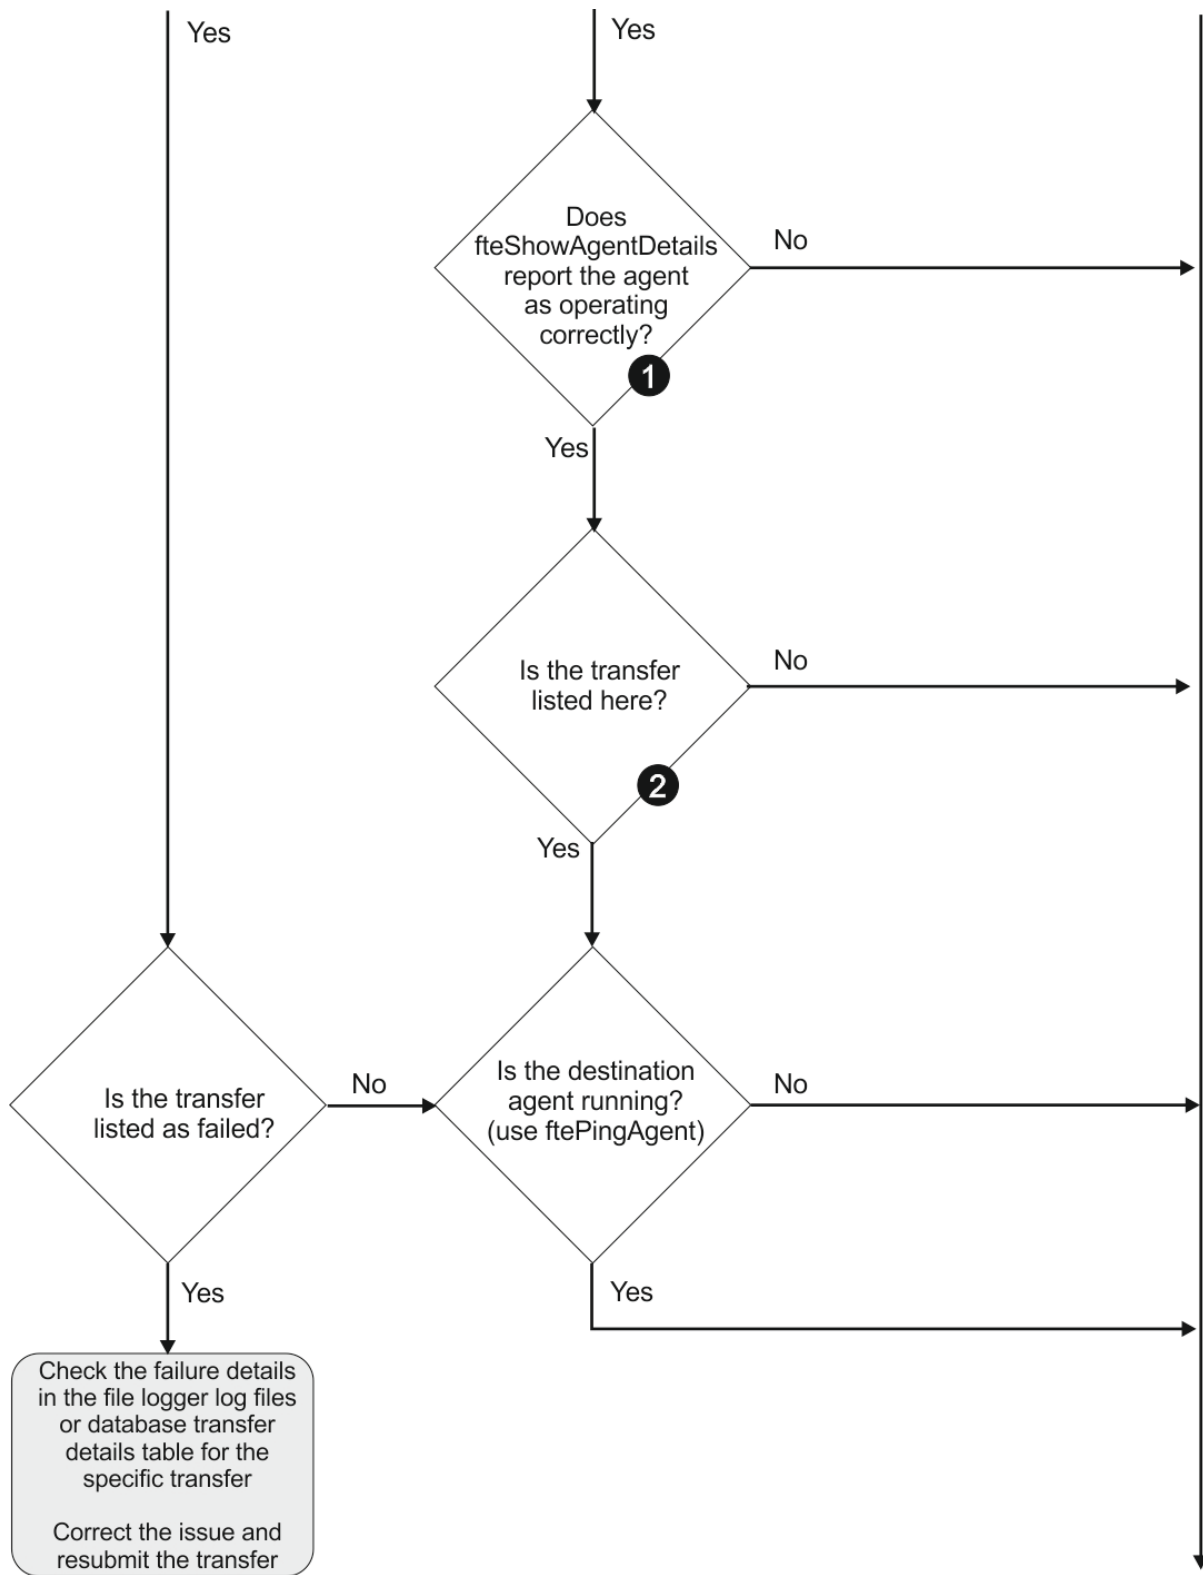 Yes
Yes
Does
fteShowAgentDetails
report the agent
as operating
correctly?
No
1
Yes
Is the transfer
listed here?
No
2
Yes
Is the transfer
listed as failed?
No
Is the destination
agent running?
(use ftePingAgent)
No
Yes
Yes
Check the failure details
in the file logger log files
or database transfer
details table for the
specific transfer
Correct the issue and
resubmit the transfer